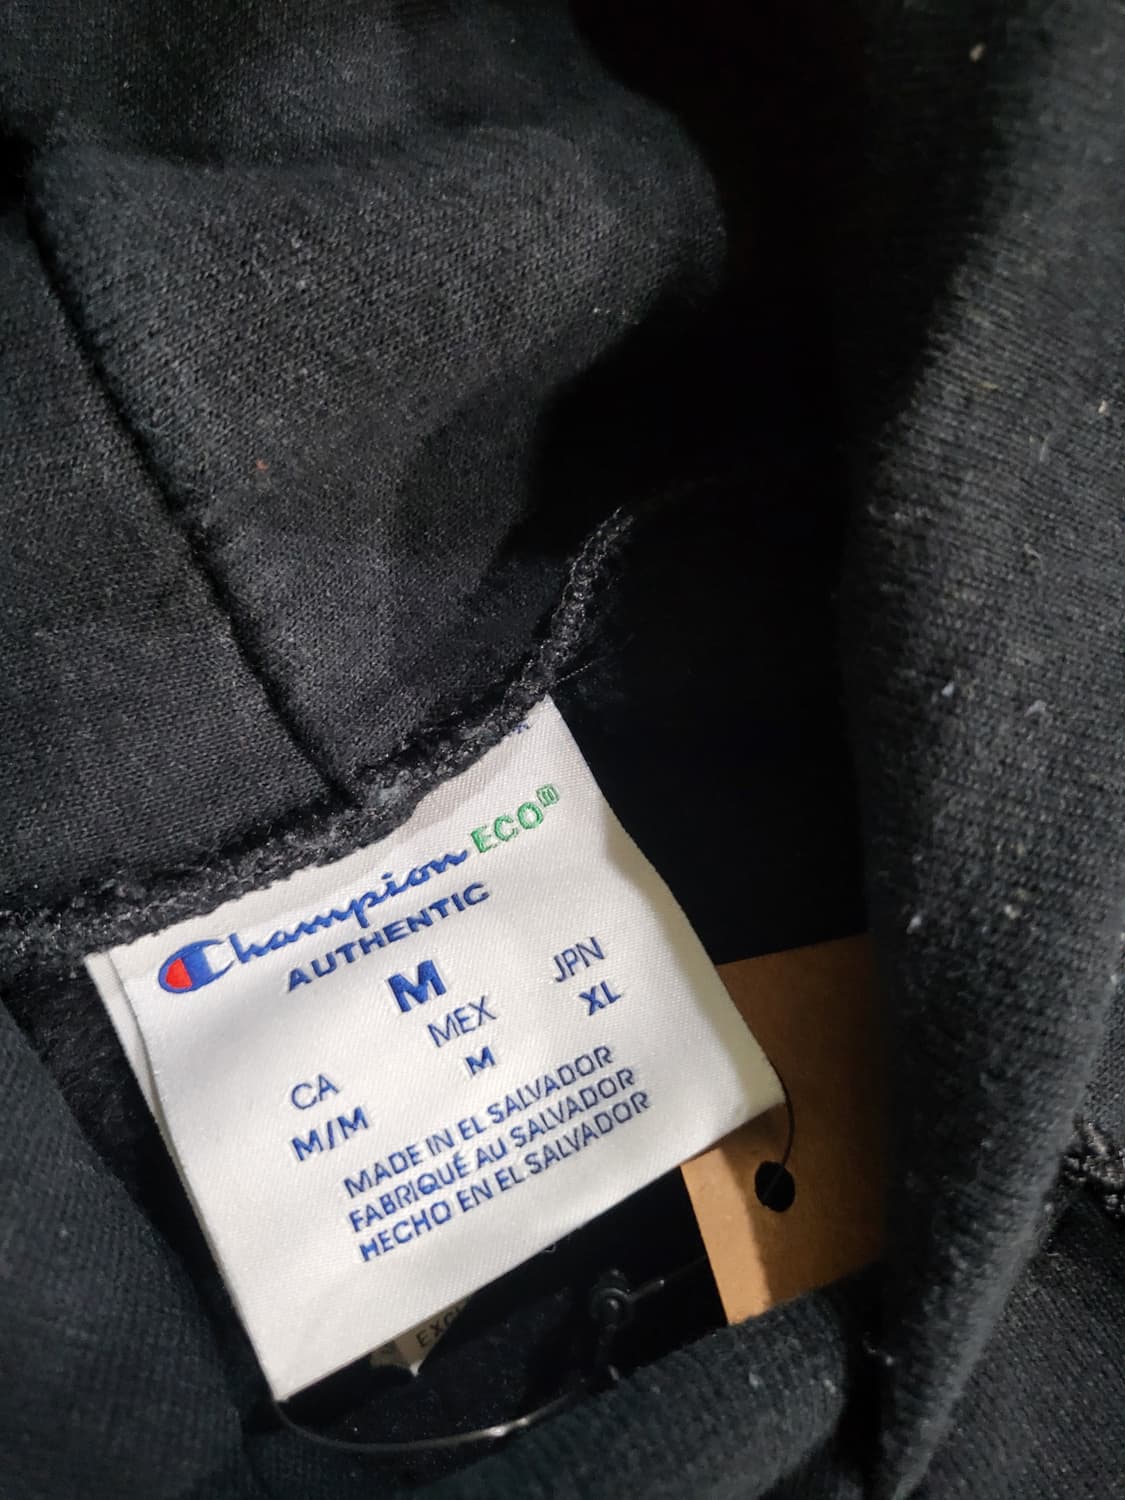 Champion ECO
AUTHENTIC
M
MEX JPN
M XL
CA
M/M
MADE IN EL SALVADOR
FABRIQUÉ AU SALVADOR
HECHO EN EL SALVADOR